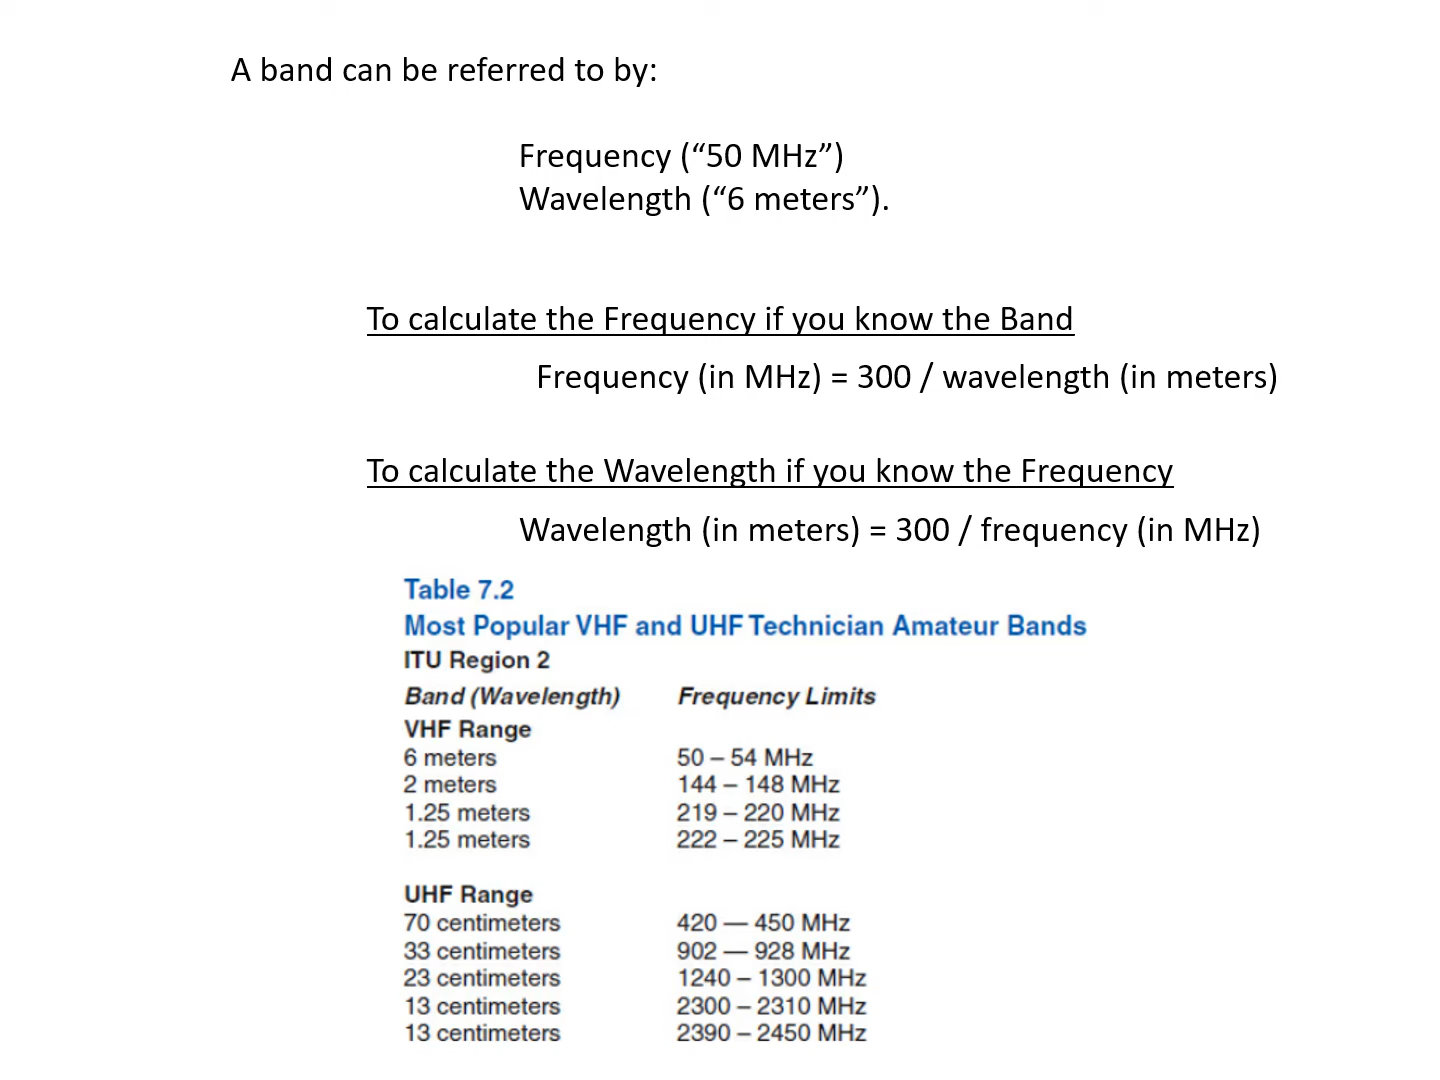 A band can be referred to by:
Frequency (“50 MHz”)
Wavelength (“6 meters”).
To calculate the Frequency if you know the Band
Frequency (in MHz) = 300 / wavelength (in meters)
To calculate the Wavelength if you know the Frequency
Wavelength (in meters) = 300 / frequency (in MHz)
Table 7.2
Most Popular VHF and UHF Technician Amateur Bands
ITU Region 2
Band (Wavelength) Frequency Limits
VHF Range
6 meters 50 – 54 MHz
2 meters 144 – 148 MHz
1.25 meters 219 – 220 MHz
1.25 meters 222 – 225 MHz
UHF Range
70 centimeters 420 — 450 MHz
33 centimeters 902 — 928 MHz
23 centimeters 1240 – 1300 MHz
13 centimeters 2300 – 2310 MHz
13 centimeters 2390 – 2450 MHz